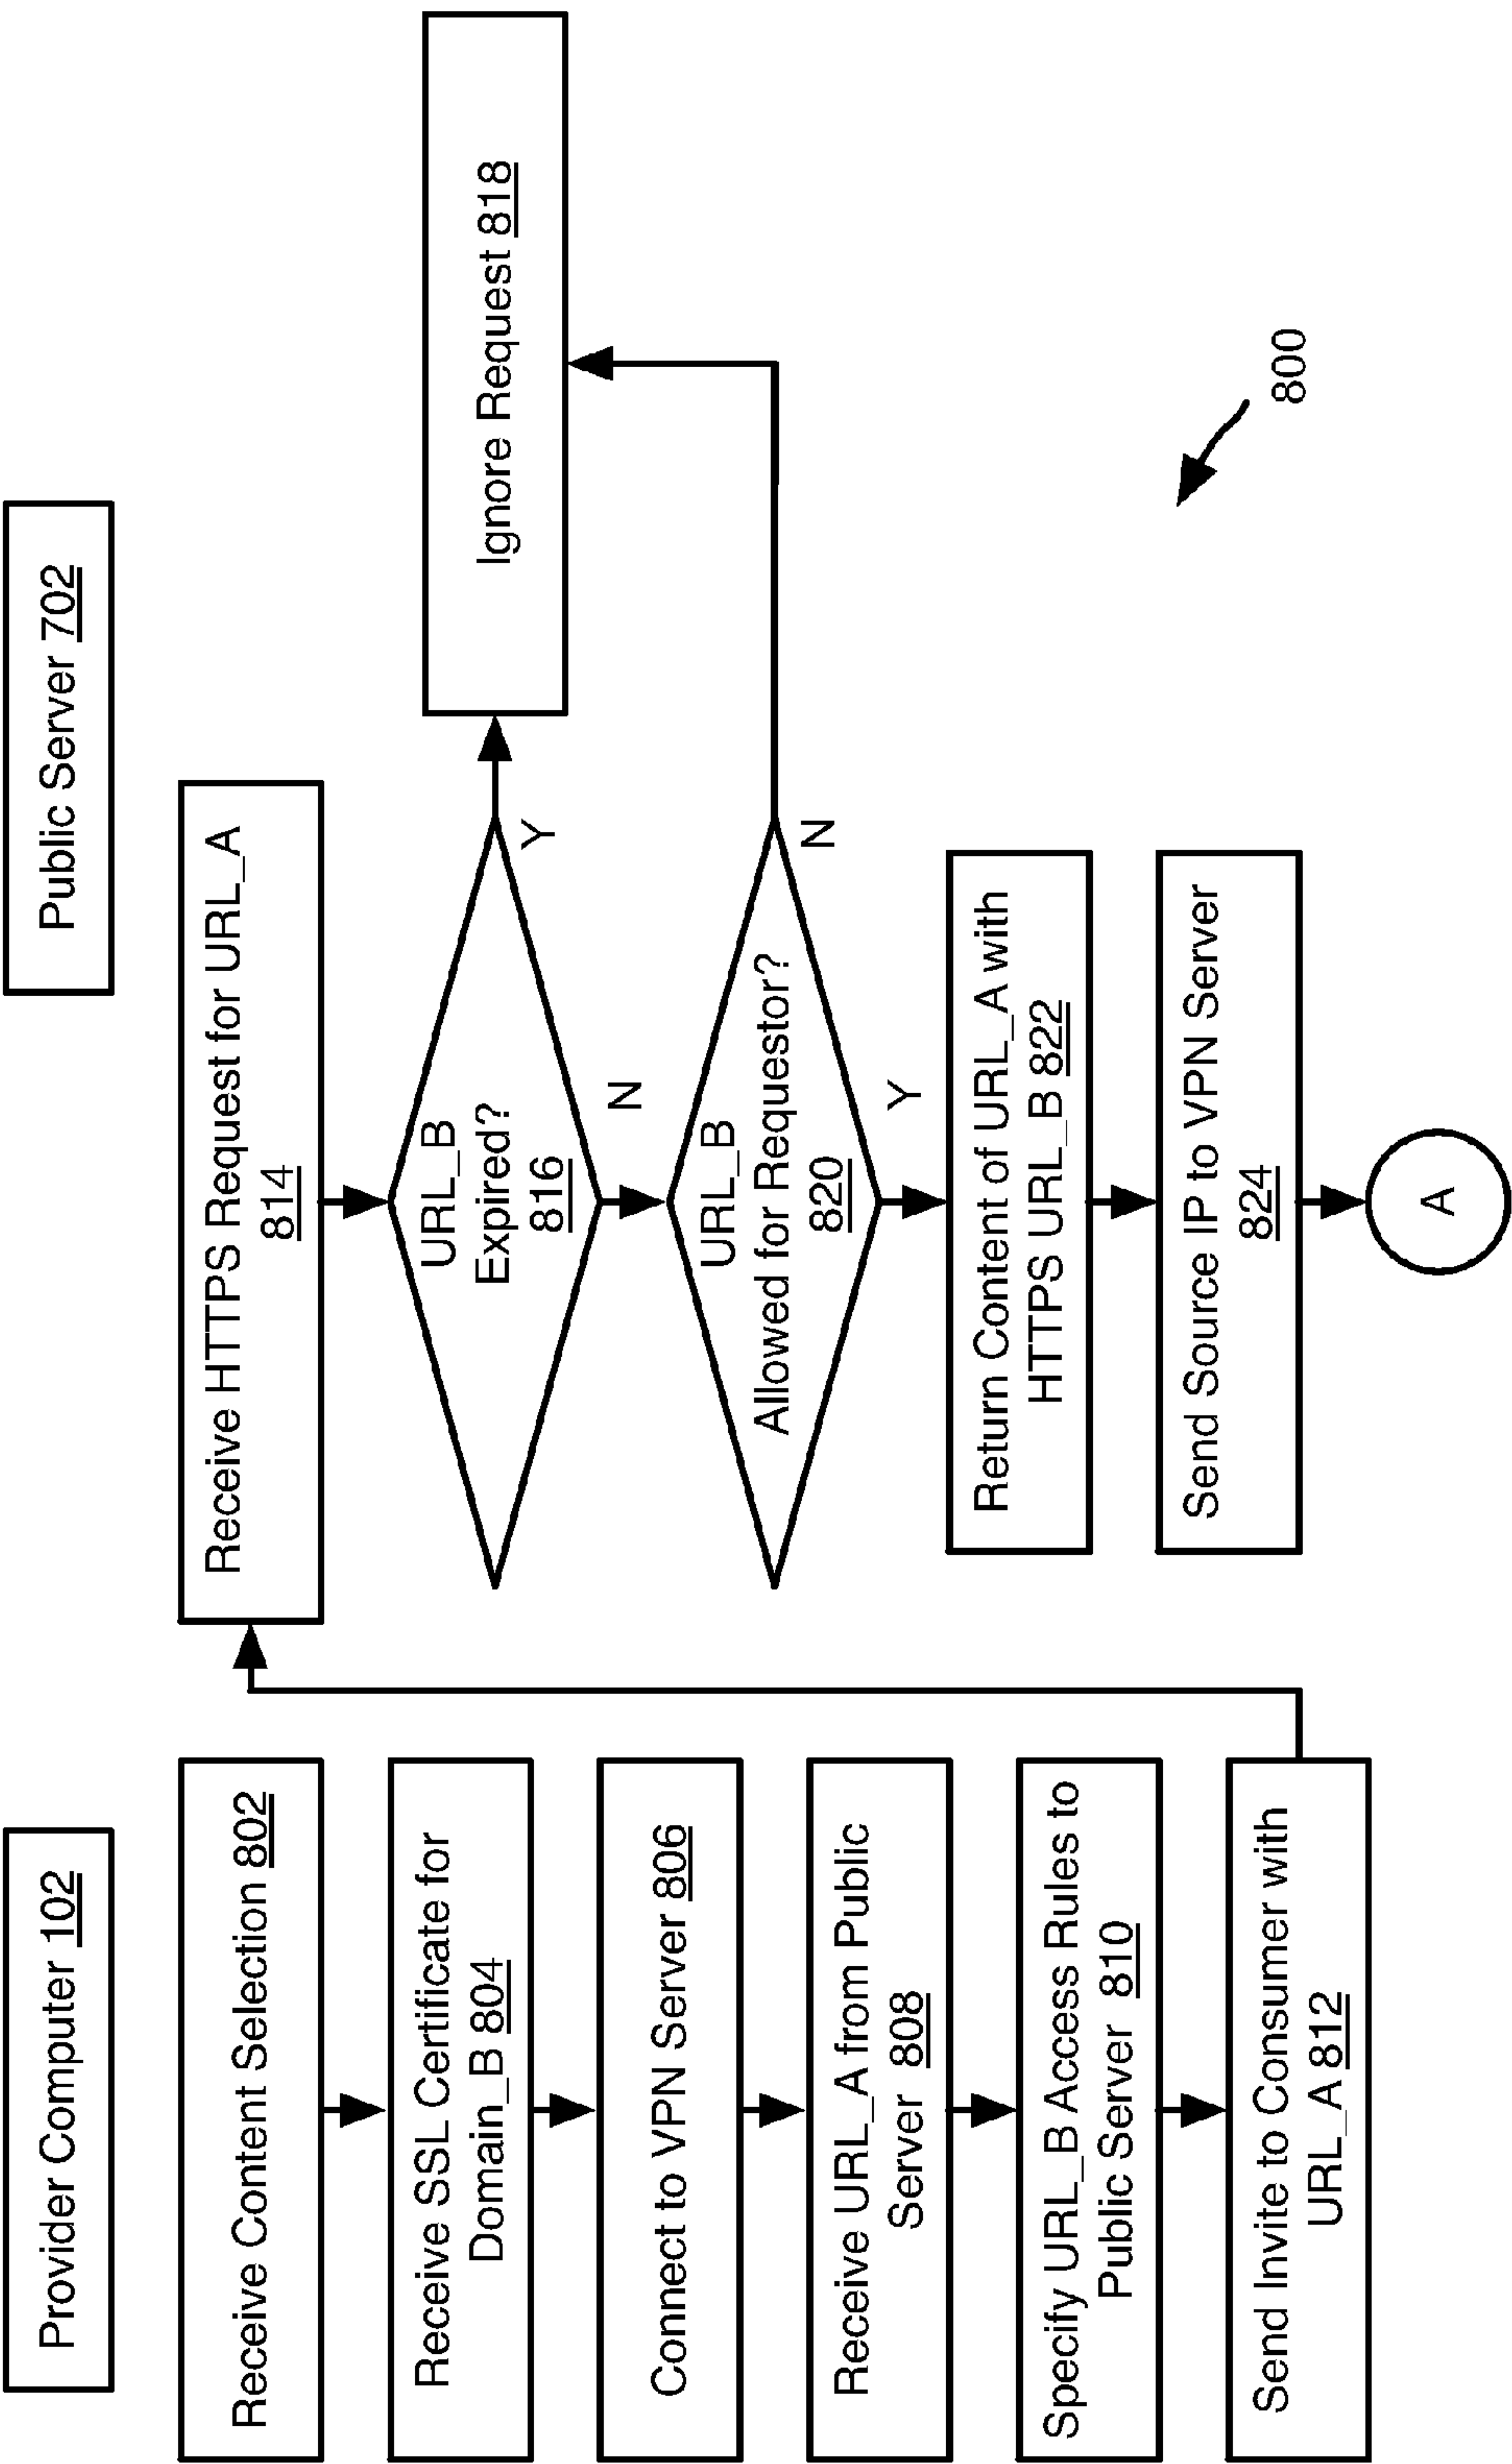 Provider Computer 102
Receive Content Selection 802
Receive SSL Certificate for
Domain_B 804
Connect to VPN Server 806
Receive URL_A from Public
Server 808
Specify URL_B Access Rules to
Public Server 810
Send Invite to Consumer with
URL_A 812
Public Server 702
Receive HTTPS Request for URL_A
814
URL_B
Expired?
816
Y
N
Ignore Request 818
URL_B
Allowed for Requestor?
820
N
Y
Return Content of URL_A with
HTTPS URL_B 822
Send Source IP to VPN Server
824
A
800